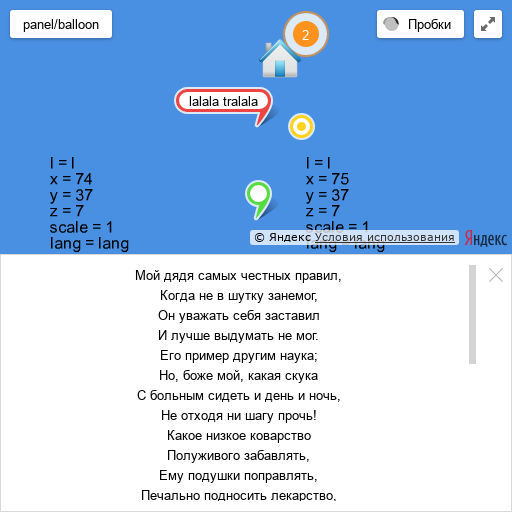 panel/balloon
2
Пробки
lalala tralala
l = l
x = 74
y = 37
z = 7
scale = 1
lang = lang
l = l
x = 75
y = 37
z = 7
scale = 1
lang = lang
© Яндекс Условия использования
Яндекс
Мой дядя самых честных правил,
Когда не в шутку занемог,
Он уважать себя заставил
И лучше выдумать не мог.
Его пример другим наука;
Но, боже мой, какая скука
С больным сидеть и день и ночь,
Не отходя ни шагу прочь!
Какое низкое коварство
Полуживого забавлять,
Ему подушки поправлять,
Печально подносить лекарство,